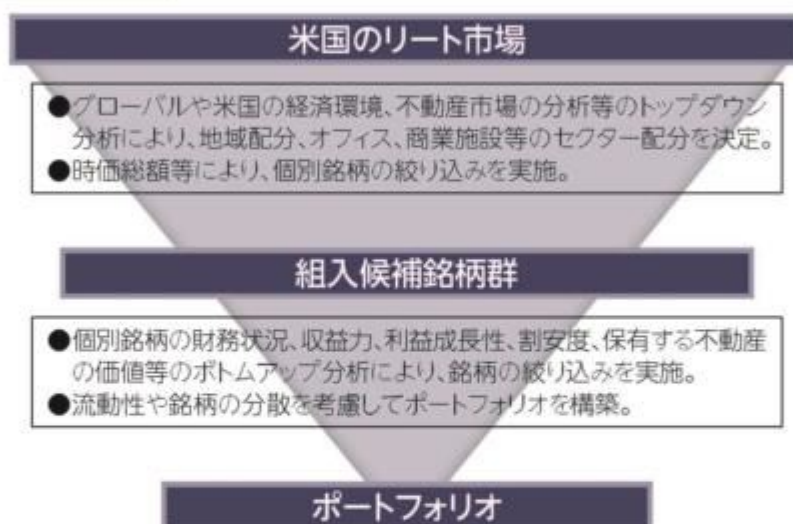 米国のリート市場
●グローバルや米国の経済環境、不動産市場の分析等のトップダウン
分析により、地域配分、オフィス、商業施設等のセクター配分を決定。
●時価総額等により、個別銘柄の絞り込みを実施。
組入候補銘柄群
●個別銘柄の財務状況、収益力、利益成長性、割安度、保有する不動産
の価値等のボトムアップ分析により、銘柄の絞り込みを実施。
●流動性や銘柄の分散を考慮してポートフォリオを構築。
ポートフォリオ